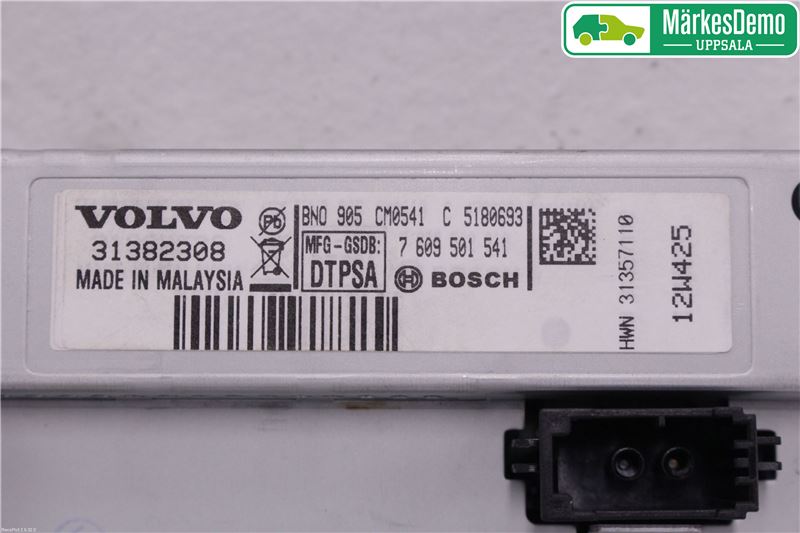 MärkesDemo
UPPSALA
VOLVO
31382308
MADE IN MALAYSIA
Pb
BNO 905 CM0541 C 5180693
MFG-GSDB:
DTPSA
7 609 501 541
BOSCH
HWN 31357110
12W425